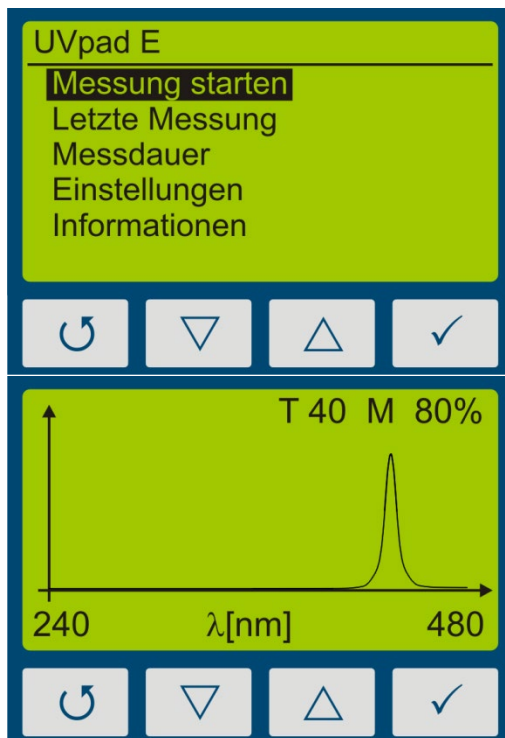 UVpad E
Messung starten
Letzte Messung
Messdauer
Einstellungen
Informationen
T 40 M 80%
240 λ[nm] 480